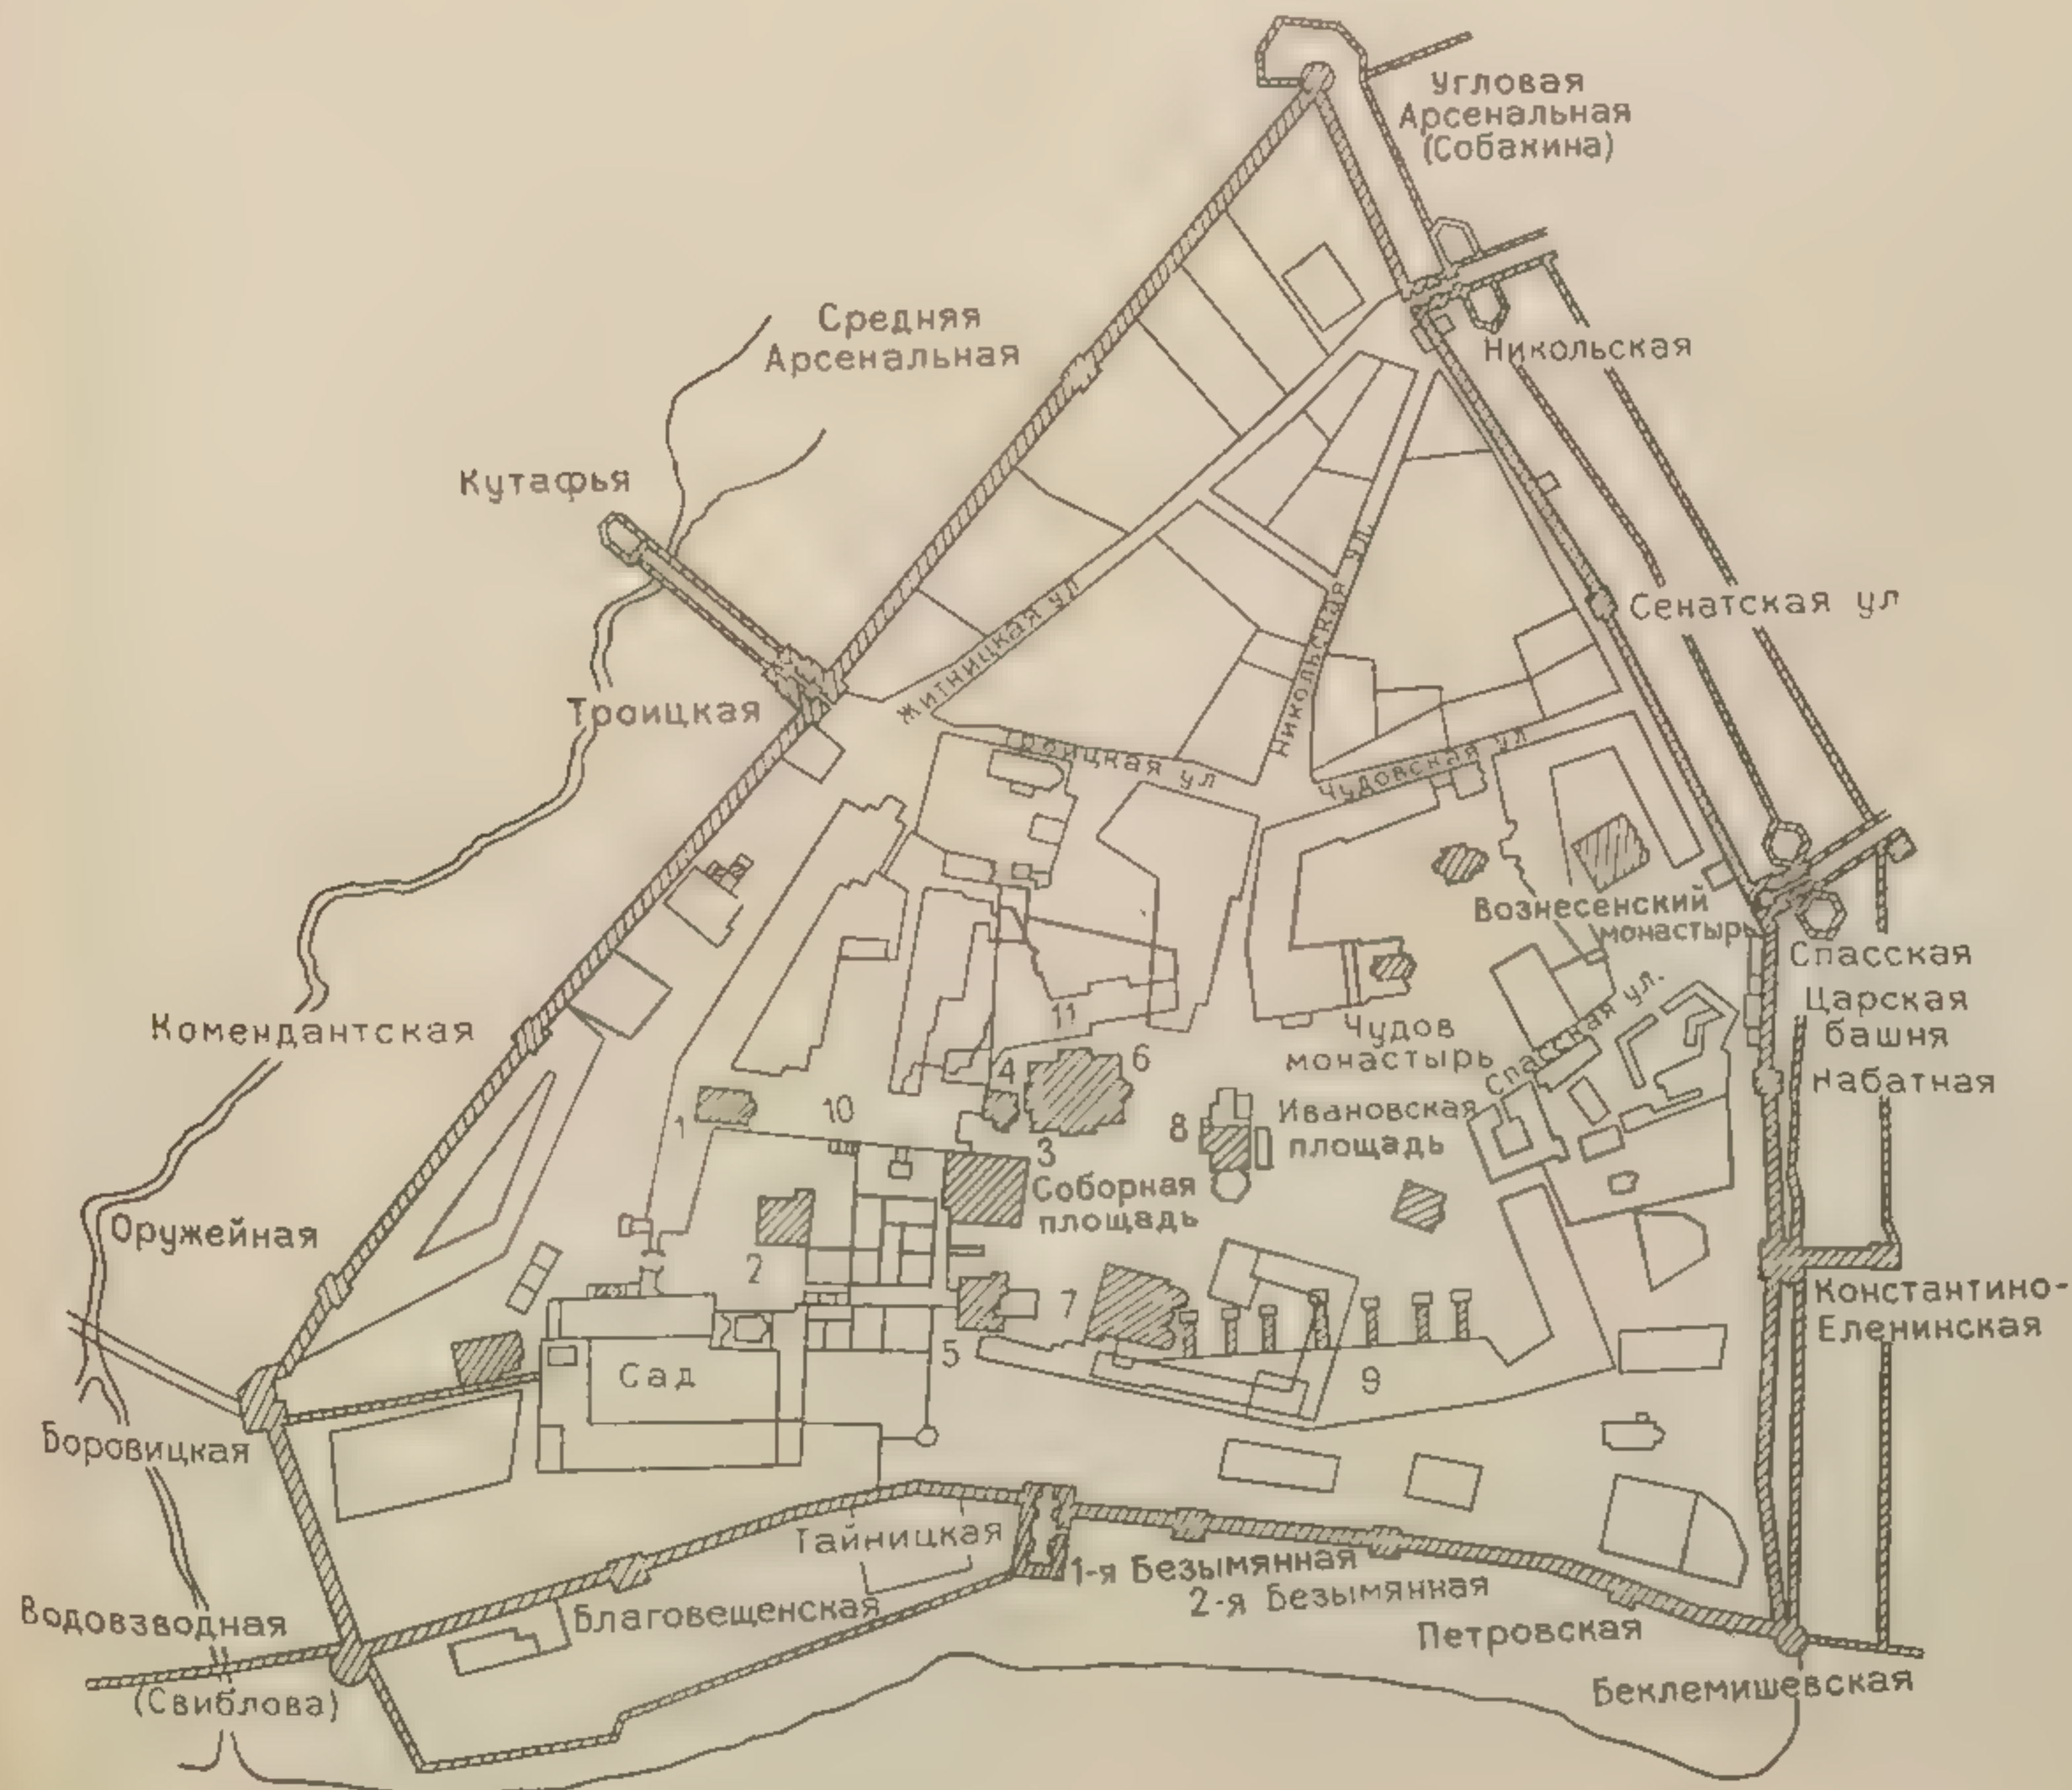 Угловая
Арсенальная
(Собакина)
Средняя
Арсенальная
Никольская
Кутафья
Сенатская ул
Житницкая ул
Никольская ул.
Троицкая
Троицкая ул
Чудовская ул
Вознесенский
монастырь
Спасская
Царская
башня
Набатная
Комендантская
11
Чудов
монастырь
Спасская ул.
4
6
1
10
3
8
Ивановская
площадь
Соборная
площадь
Оружейная
2
7
5
9
Сад
Константино-
Еленинская
Боровицкая
Тайницкая
1-я Безымянная
2-я Безымянная
Водовзводная
(Свиблова)
Благовещенская
Петровская
Беклемишевская